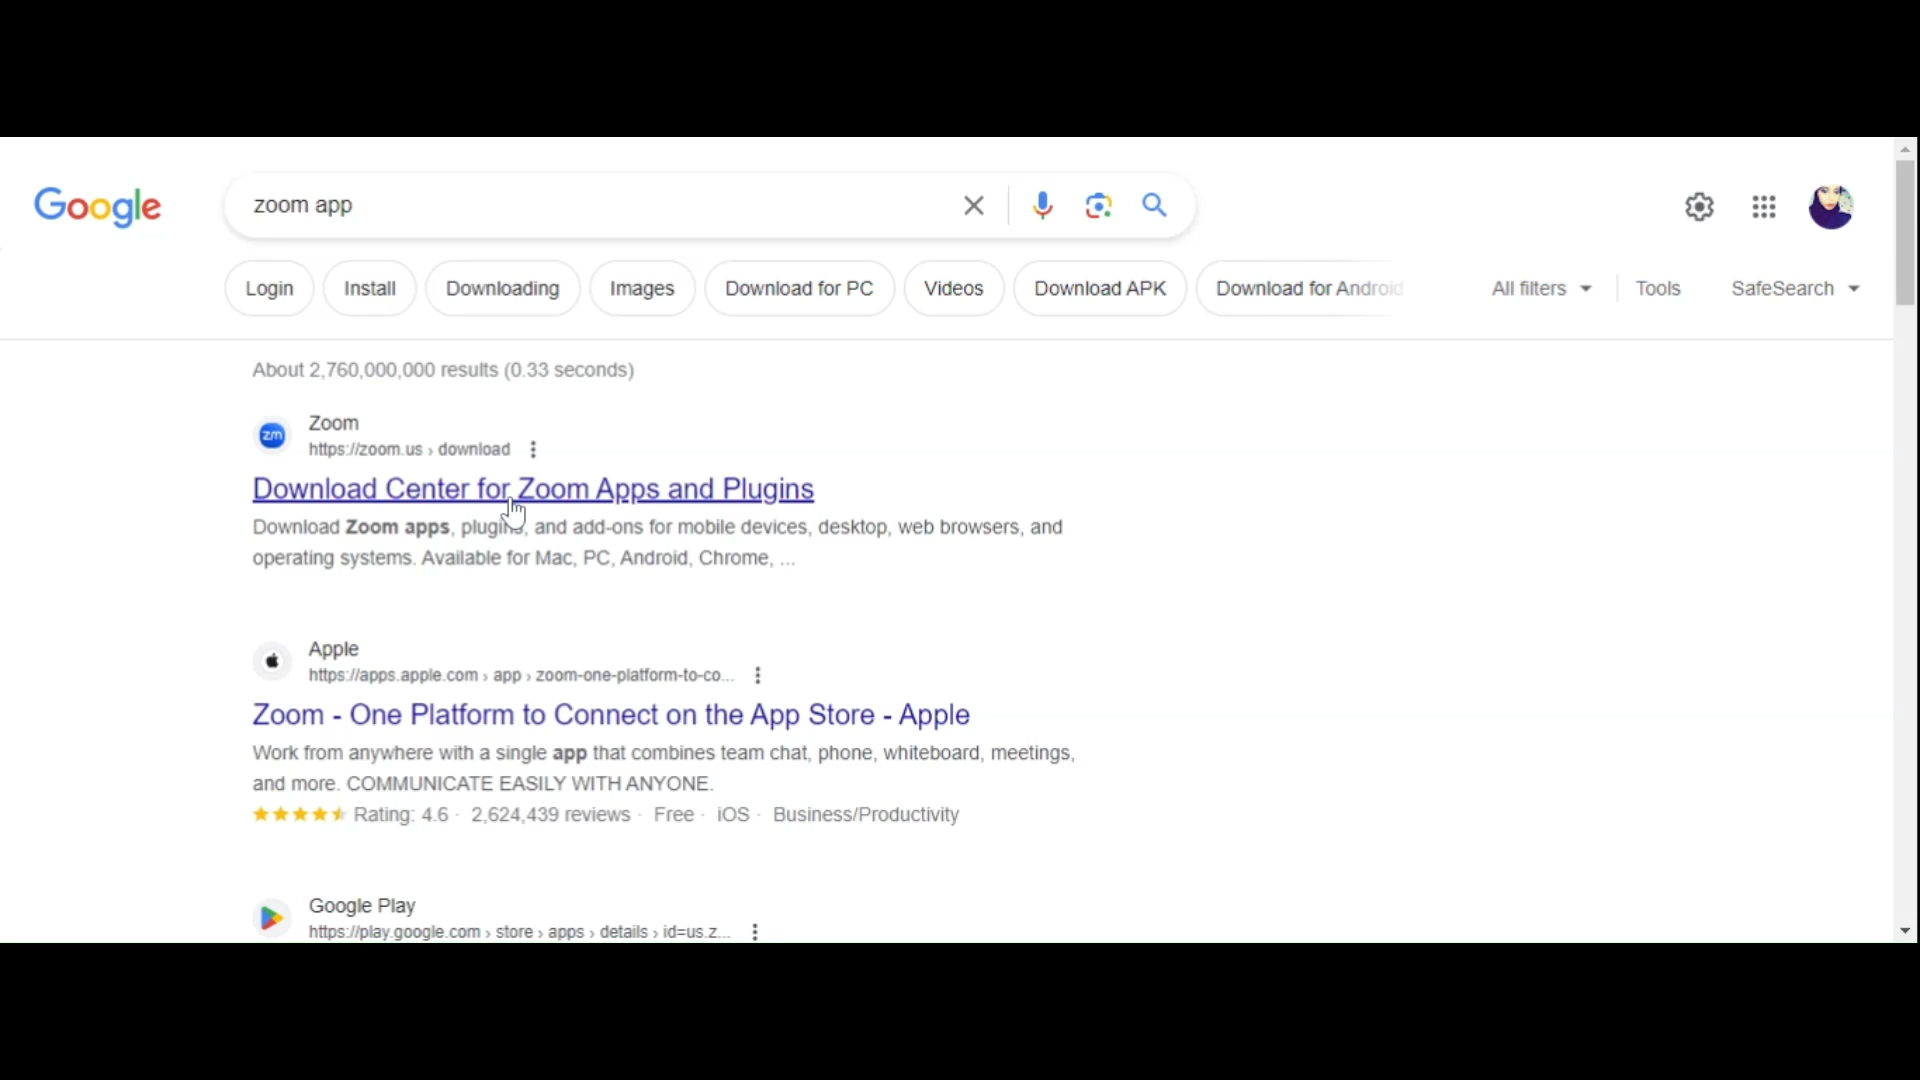 Google
zoom app
Login Install Downloading Images Download for PC Videos Download APK Download for Android All filters Tools SafeSearch
About 2,760,000,000 results (0.33 seconds)
zm
Zoom
https://zoom.us › download
Download Center for Zoom Apps and Plugins
Download Zoom apps, plugins, and add-ons for mobile devices, desktop, web browsers, and
operating systems. Available for Mac, PC, Android, Chrome, ...
Apple
https://apps.apple.com › app › zoom-one-platform-to-co...
Zoom - One Platform to Connect on the App Store - Apple
Work from anywhere with a single app that combines team chat, phone, whiteboard, meetings,
and more. COMMUNICATE EASILY WITH ANYONE.
Rating: 4.6 · 2,624,439 reviews · Free · iOS · Business/Productivity
Google Play
https://play.google.com › store › apps › details › id=us.z...